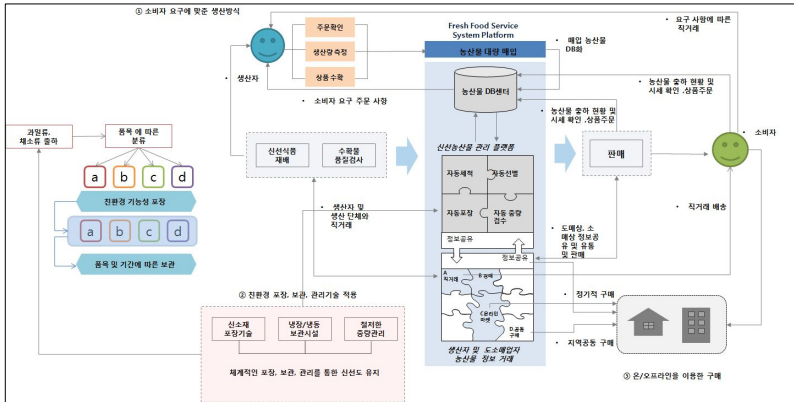 ① 소비자 요구에 맞춘 생산방식
주문확인
생산량 측정
상품 수확
• 생산자
• 소비자 요구 주문 사항
Fresh Food Service
System Platform
농산물 대량 매입
• 매입 농산물
DB화
농산물 DB센터
신선농산물 관리 플랫폼
자동세척
자동선별
자동포장
자동 중량
검수
정보공유
정보공유
A
직거래
B 경매
C온라인
마켓
D.공동
구매
생산자 및 도소매업자
농산물 정보 거래
• 요구 사항에 따른
직거래
• 농산물 출하 현황 및
시세 확인 ,상품주문
• 농산물 출하 현황 및
시세 확인 ,상품주문
• 소비자
판매
• 직거래 배송
• 도매상, 소
매상 정보공
유 및 유통
및 판매
• 정기적 구매
• 지역공동 구매
③ 온/오프라인을 이용한 구매
과일류,
채소류 출하
품목 에 따른
분류
a
b
c
d
친환경 기능성 포장
a
b
c
d
품목 및 기간에 따른 보관
신선식품
재배
수확물
품질검사
• 생산자 및
생산 단체와
직거래
② 친환경 포장, 보관, 관리기술 적용
신소재
포장기술
냉장/냉동
보관시설
철저한
중량관리
체계적인 포장, 보관, 관리를 통한 신선도 유지